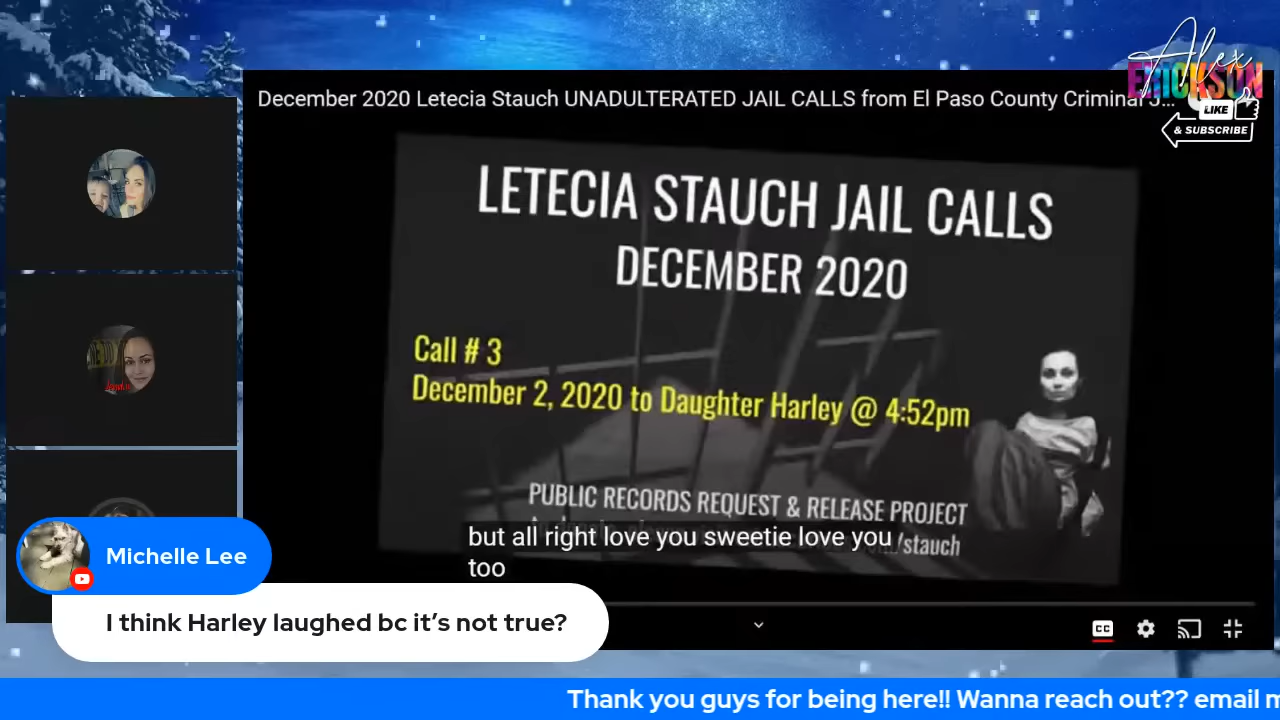 Alex
ERICKSON
LIKE
& SUBSCRIBE
December 2020 Letecia Stauch UNADULTERATED JAIL CALLS from El Paso County Criminal J...
LETECIA STAUCH JAIL CALLS
DECEMBER 2020
Call # 3
December 2, 2020 to Daughter Harley @ 4:52pm
PUBLIC RECORDS REQUEST & RELEASE PROJECT
/stauch
but all right love you sweetie love you
too
Michelle Lee
I think Harley laughed bc it’s not true?
CC
Thank you guys for being here!! Wanna reach out?? email m